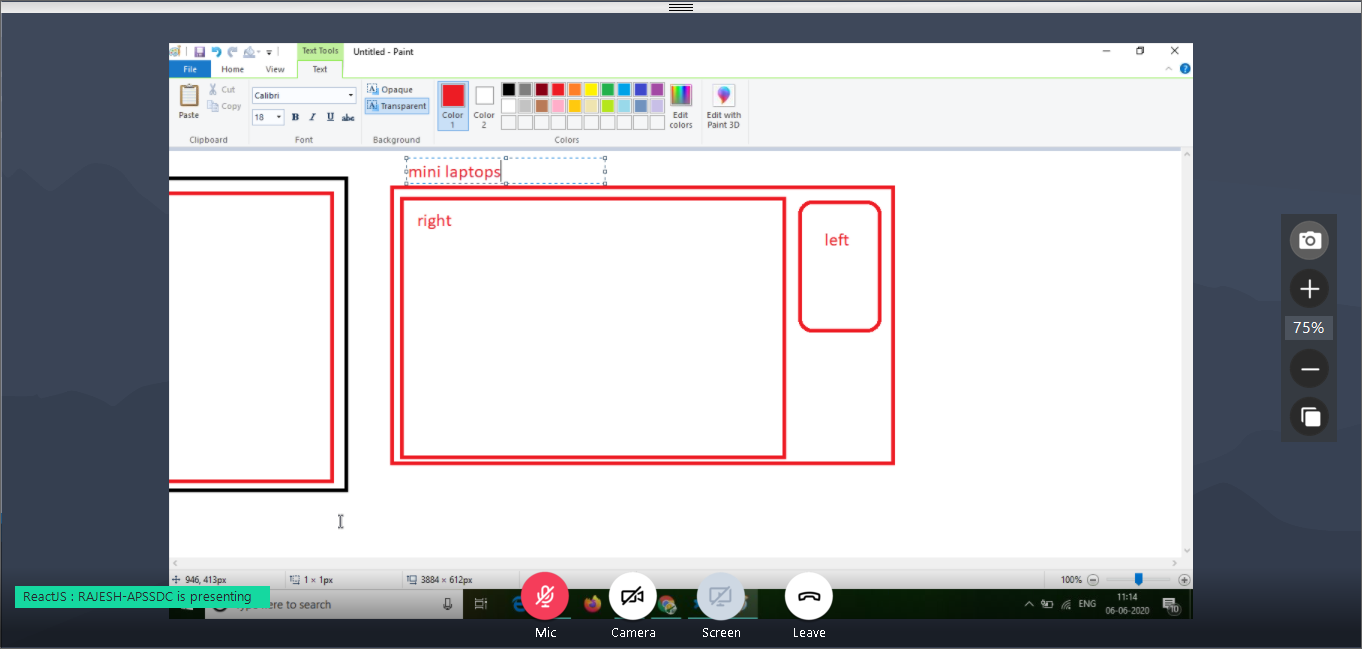 Text Tools
Untitled - Paint
File
Home
View
Text
Paste
Cut
Copy
Clipboard
Calibri
18
B I U abc
Font
Opaque
Transparent
Background
Color 1
Color 2
Edit colors
Edit with Paint 3D
Colors
mini laptops
right
left
75%
946, 413px
1 × 1px
3884 × 612px
100%
ReactJS : RAJESH-APSSDC is presenting
ere to search
ENG
11:14
06-06-2020
10
Mic
Camera
Screen
Leave